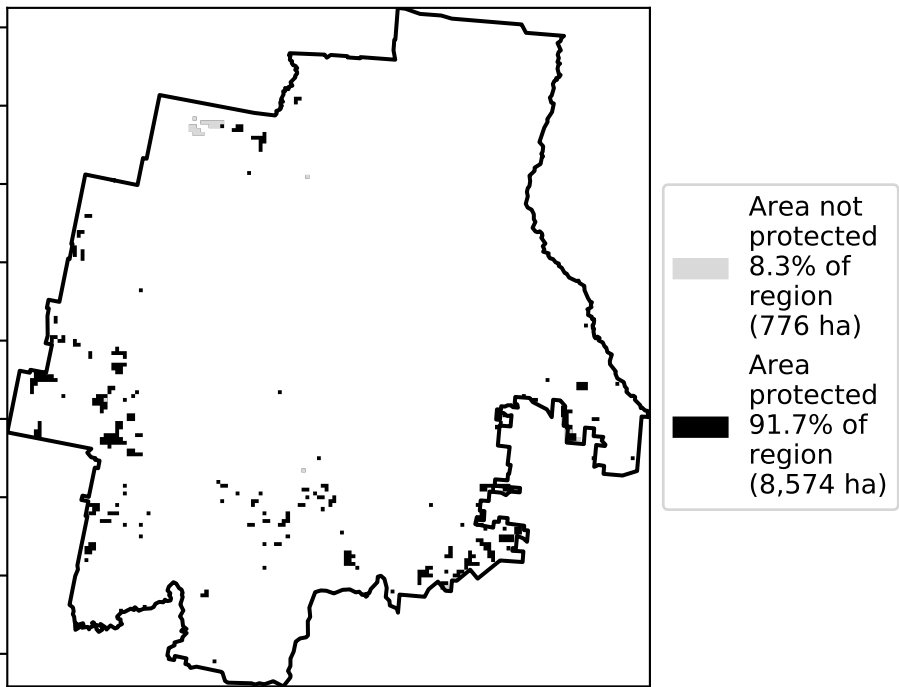 Area not
protected
8.3% of
region
(776 ha)
Area
protected
91.7% of
region
(8,574 ha)